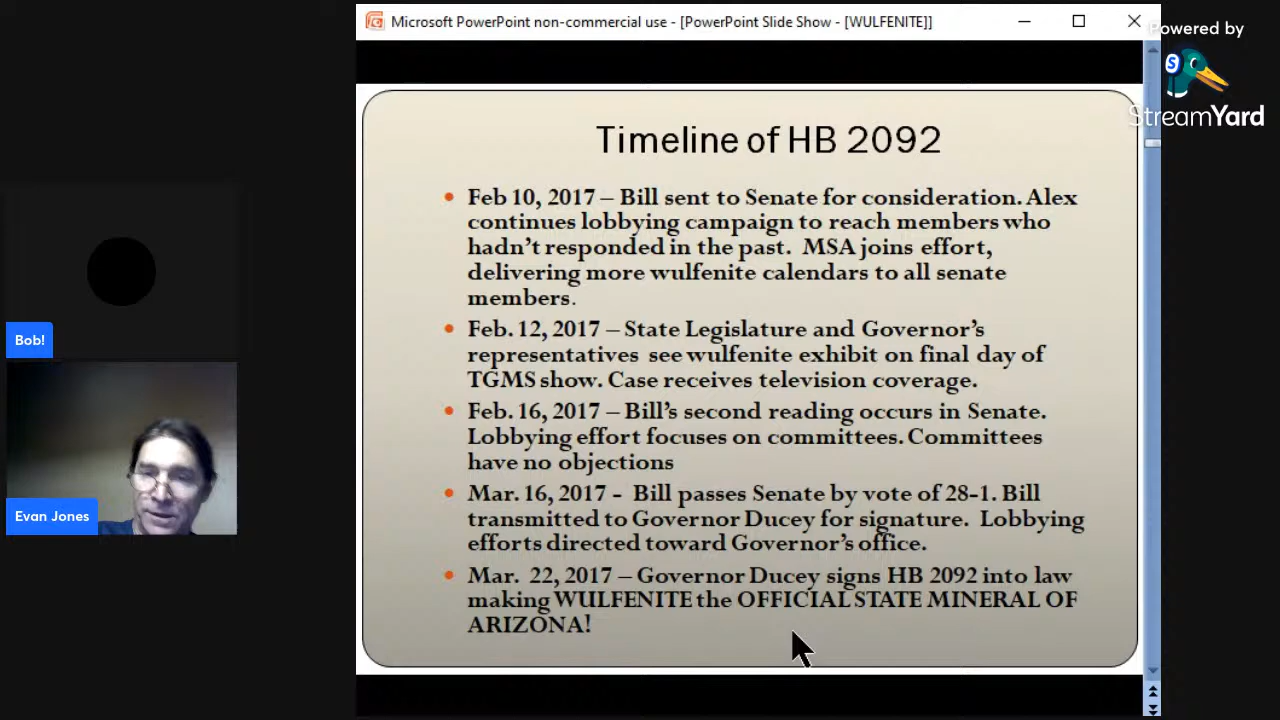 Microsoft PowerPoint non-commercial use - [PowerPoint Slide Show - [WULFENITE]]
Powered by
S
StreamYard
Timeline of HB 2092
• Feb 10, 2017 – Bill sent to Senate for consideration. Alex
continues lobbying campaign to reach members who
hadn't responded in the past. MSA joins effort,
delivering more wulfenite calendars to all senate
members.
• Feb. 12, 2017 – State Legislature and Governor's
representatives see wulfenite exhibit on final day of
TGMS show. Case receives television coverage.
• Feb. 16, 2017 – Bill's second reading occurs in Senate.
Lobbying effort focuses on committees. Committees
have no objections
• Mar. 16, 2017 - Bill passes Senate by vote of 28-1. Bill
transmitted to Governor Ducey for signature. Lobbying
efforts directed toward Governor's office.
• Mar. 22, 2017 – Governor Ducey signs HB 2092 into law
making WULFENITE the OFFICIAL STATE MINERAL OF
ARIZONA!
Bob!
Evan Jones